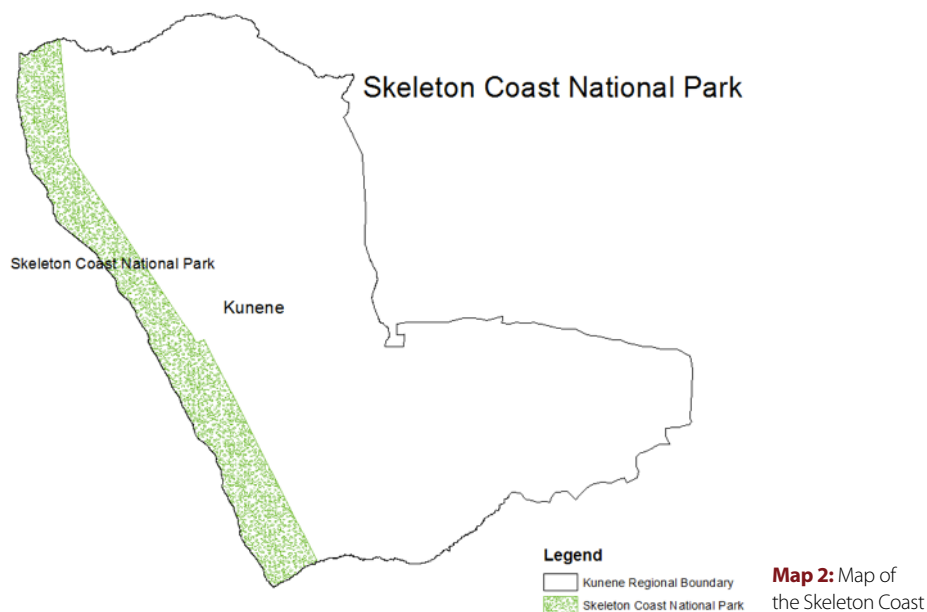 Skeleton Coast National Park
Skeleton Coast National Park
Kunene
Legend
Kunene Regional Boundary
Skeleton Coast National Park
Map 2: Map of
the Skeleton Coast